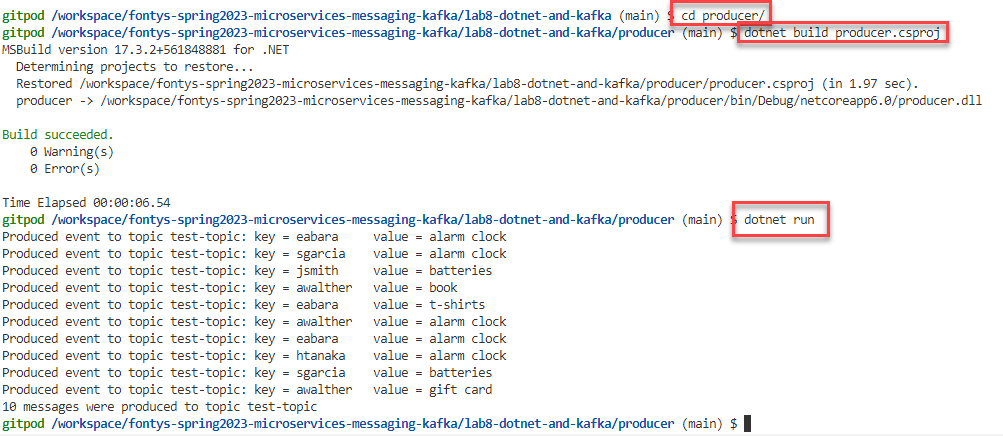 gitpod /workspace/fontys-spring2023-microservices-messaging-kafka/lab8-dotnet-and-kafka (main) $ cd producer/
gitpod /workspace/fontys-spring2023-microservices-messaging-kafka/lab8-dotnet-and-kafka/producer (main) $ dotnet build producer.csproj
MSBuild version 17.3.2+561848881 for .NET
  Determining projects to restore...
  Restored /workspace/fontys-spring2023-microservices-messaging-kafka/lab8-dotnet-and-kafka/producer/producer.csproj (in 1.97 sec).
  producer -> /workspace/fontys-spring2023-microservices-messaging-kafka/lab8-dotnet-and-kafka/producer/bin/Debug/netcoreapp6.0/producer.dll

Build succeeded.
    0 Warning(s)
    0 Error(s)

Time Elapsed 00:00:06.54
gitpod /workspace/fontys-spring2023-microservices-messaging-kafka/lab8-dotnet-and-kafka/producer (main) $ dotnet run
Produced event to topic test-topic: key = eabara     value = alarm clock
Produced event to topic test-topic: key = sgarcia    value = alarm clock
Produced event to topic test-topic: key = jsmith     value = batteries
Produced event to topic test-topic: key = awalther   value = book
Produced event to topic test-topic: key = eabara     value = t-shirts
Produced event to topic test-topic: key = awalther   value = alarm clock
Produced event to topic test-topic: key = eabara     value = alarm clock
Produced event to topic test-topic: key = htanaka    value = alarm clock
Produced event to topic test-topic: key = sgarcia    value = batteries
Produced event to topic test-topic: key = awalther   value = gift card
10 messages were produced to topic test-topic
gitpod /workspace/fontys-spring2023-microservices-messaging-kafka/lab8-dotnet-and-kafka/producer (main) $